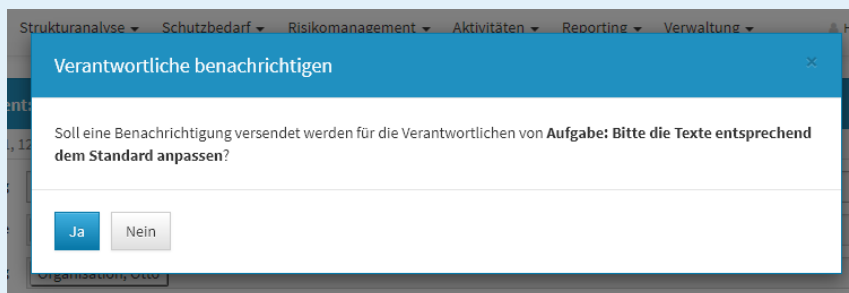 Strukturanalyse Schutzbedarf Risikomanagement Aktivitäten Reporting Verwaltung
Verantwortliche benachrichtigen
×
Soll eine Benachrichtigung versendet werden für die Verantwortlichen von Aufgabe: Bitte die Texte entsprechend
dem Standard anpassen?
Ja Nein
Organisation, Otto